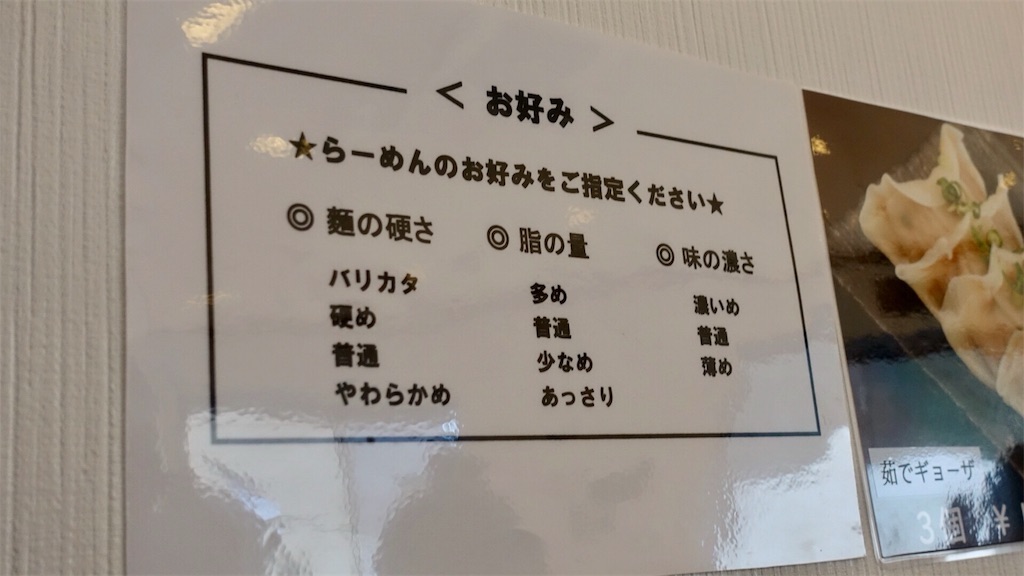 < お好み >
★らーめんのお好みをご指定ください★
◎ 麺の硬さ
バリカタ
硬め
普通
やわらかめ
◎ 脂の量
多め
普通
少なめ
あっさり
◎ 味の濃さ
濃いめ
普通
薄め
茹でギョーザ
3個 ¥